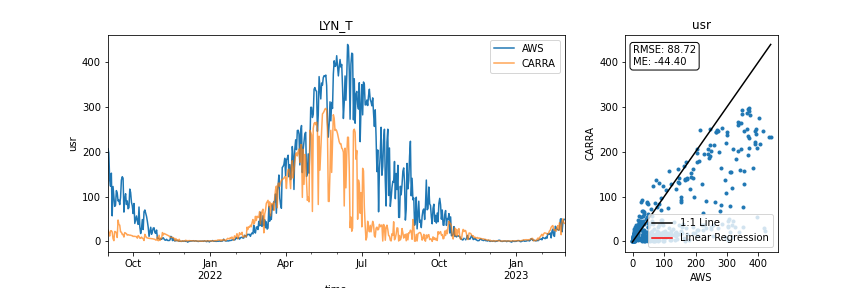 LYN_T
usr
400
300
200
100
0
usr
AWS
CARRA
Oct
Jan
2022
Apr
Jul
Oct
Jan
2023
usr
400
300
200
100
0
CARRA
RMSE: 88.72
ME: -44.40
1:1 Line
Linear Regression
0
100
200
300
400
AWS